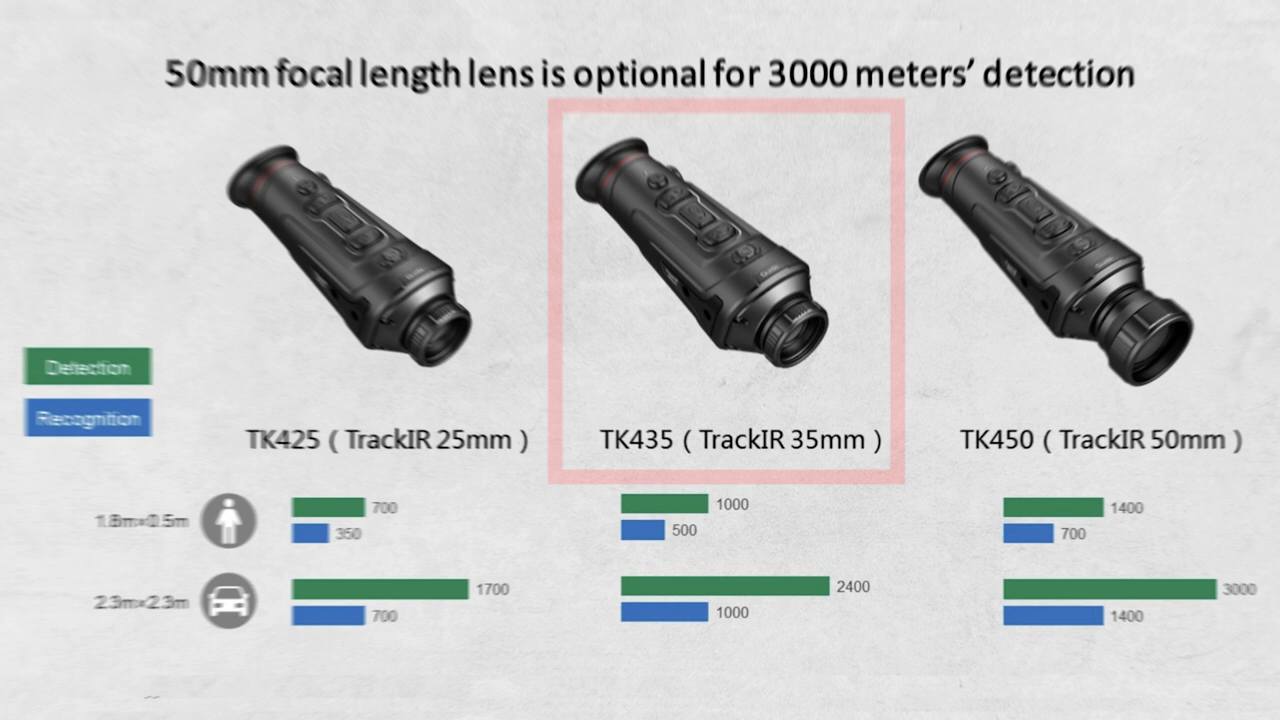 50mm focal length lens is optional for 3000 meters’ detection
Detection
Recognition
TK425 ( TrackIR 25mm )
TK435 ( TrackIR 35mm )
TK450 ( TrackIR 50mm )
1.8m×0.5m
700
350
1000
500
1400
700
2.3m×2.3m
1700
700
2400
1000
3000
1400